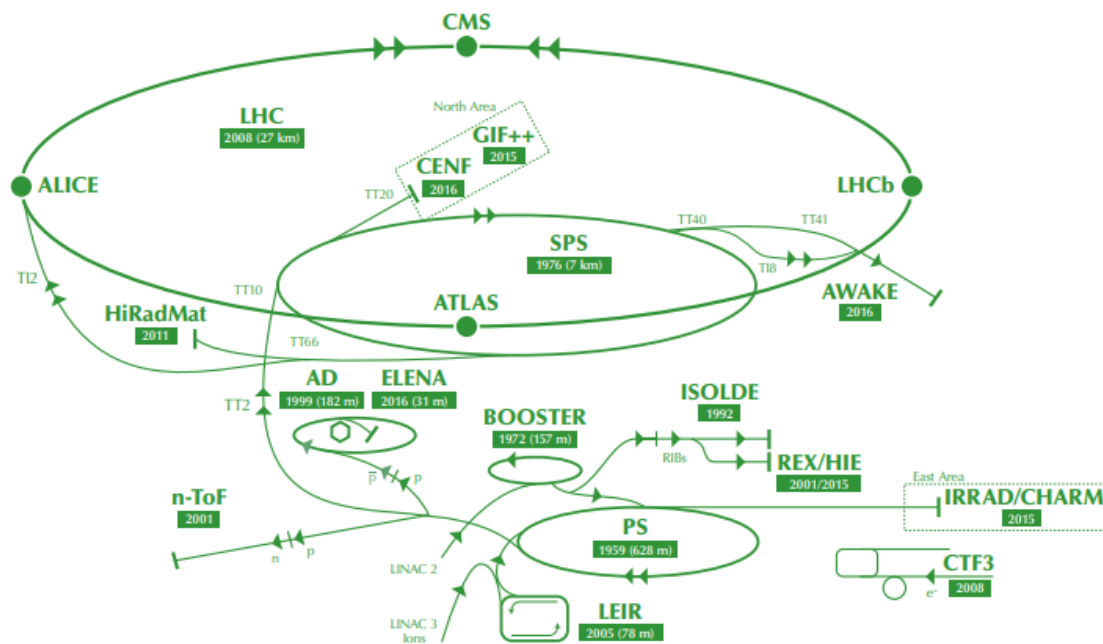 CMS
LHC
2008 (27 km)
North Area
GIF++
2015
CENF
2016
ALICE
LHCb
TT20
TT40
TT41
SPS
1976 (7 km)
TI8
TI2
TT10
ATLAS
AWAKE
2016
HiRadMat
2011
TT66
AD
1999 (182 m)
ELENA
2016 (31 m)
TT2
BOOSTER
1972 (157 m)
ISOLDE
1992
RIBs
REX/HIE
2001/2015
p̅
p
East Area
n-ToF
2001
IRRAD/CHARM
2015
PS
1959 (628 m)
n
p
LINAC 2
CTF3
2008
e⁻
LEIR
2005 (78 m)
LINAC 3
Ions